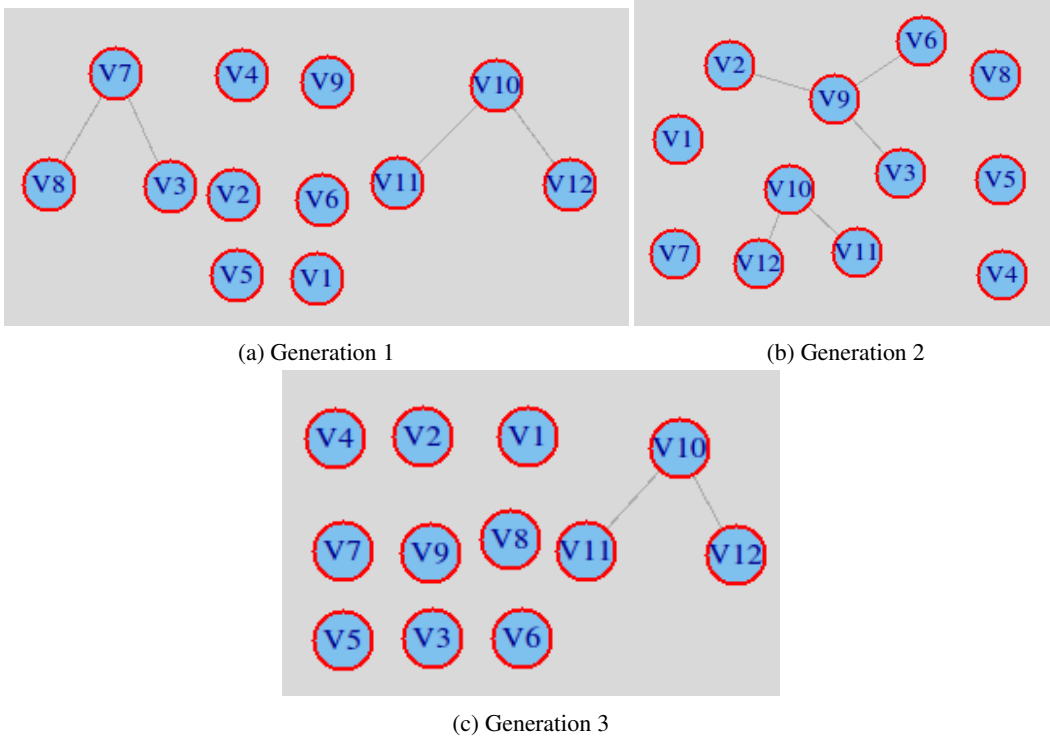 V7
V4
V9
V10
V8
V3
V2
V6
V11
V12
V5
V1
(a) Generation 1
V6
V2
V8
V9
V1
V3
V5
V10
V7
V12
V11
V4
(b) Generation 2
V4
V2
V1
V10
V7
V9
V8
V11
V12
V5
V3
V6
(c) Generation 3